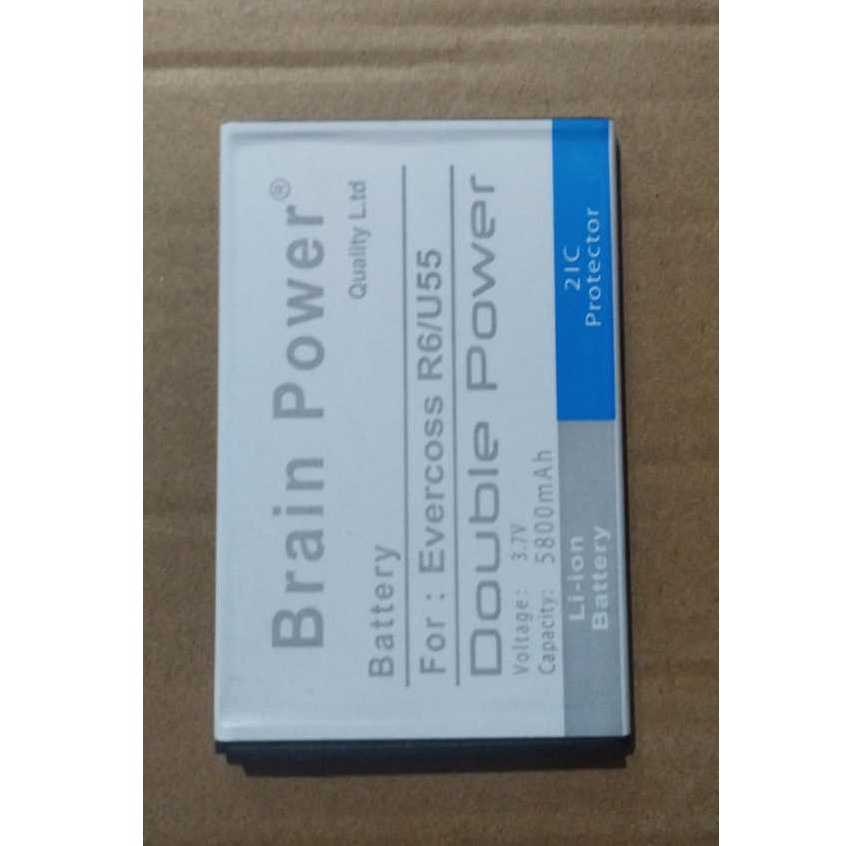 Brain Power®
Quality L.td
Battery
For : Evercoss R6/U55
Double Power
Voltage : 3.7V
Capacity: 5800mAh
Li-ion
Battery
2IC
Protector